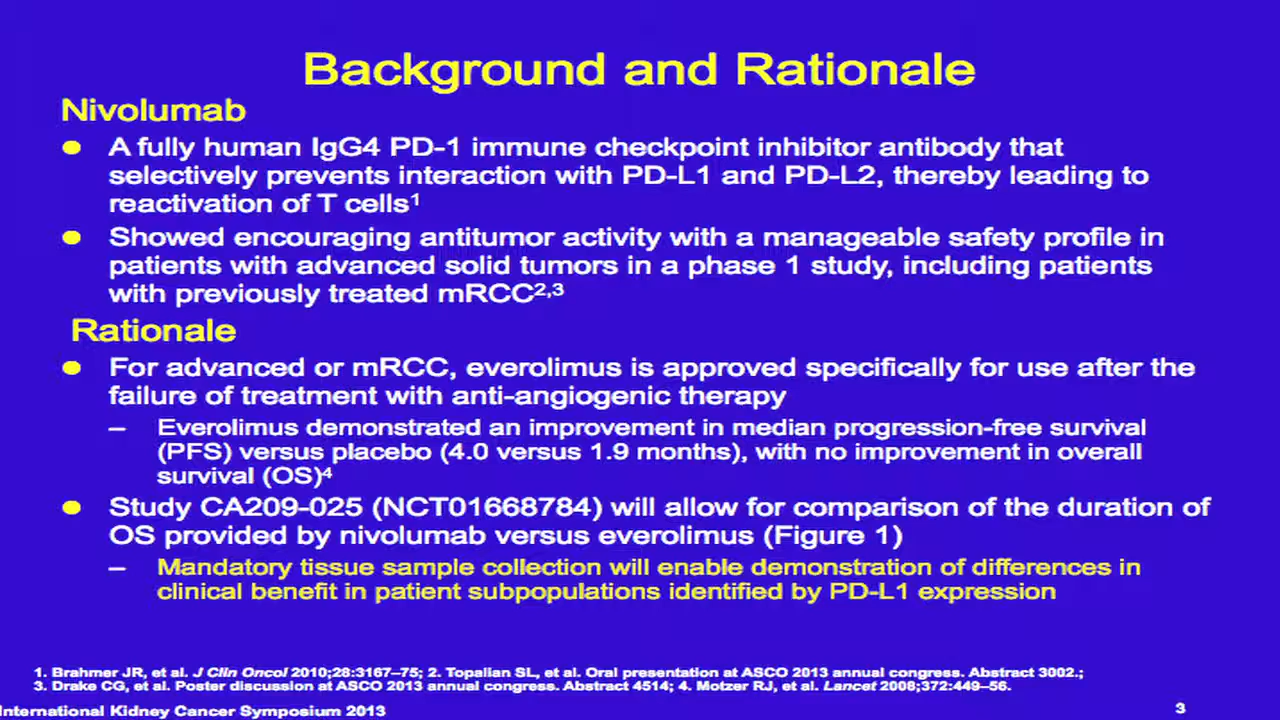 Background and Rationale
Nivolumab
● A fully human IgG4 PD-1 immune checkpoint inhibitor antibody that
selectively prevents interaction with PD-L1 and PD-L2, thereby leading to
reactivation of T cells¹
● Showed encouraging antitumor activity with a manageable safety profile in
patients with advanced solid tumors in a phase 1 study, including patients
with previously treated mRCC²,³
Rationale
● For advanced or mRCC, everolimus is approved specifically for use after the
failure of treatment with anti-angiogenic therapy
– Everolimus demonstrated an improvement in median progression-free survival
(PFS) versus placebo (4.0 versus 1.9 months), with no improvement in overall
survival (OS)⁴
● Study CA209-025 (NCT01668784) will allow for comparison of the duration of
OS provided by nivolumab versus everolimus (Figure 1)
– Mandatory tissue sample collection will enable demonstration of differences in
clinical benefit in patient subpopulations identified by PD-L1 expression
1. Brahmer JR, et al. J Clin Oncol 2010;28:3167–75; 2. Topalian SL, et al. Oral presentation at ASCO 2013 annual congress. Abstract 3002.;
3. Drake CG, et al. Poster discussion at ASCO 2013 annual congress. Abstract 4514; 4. Motzer RJ, et al. Lancet 2008;372:449–56.
International Kidney Cancer Symposium 2013
3